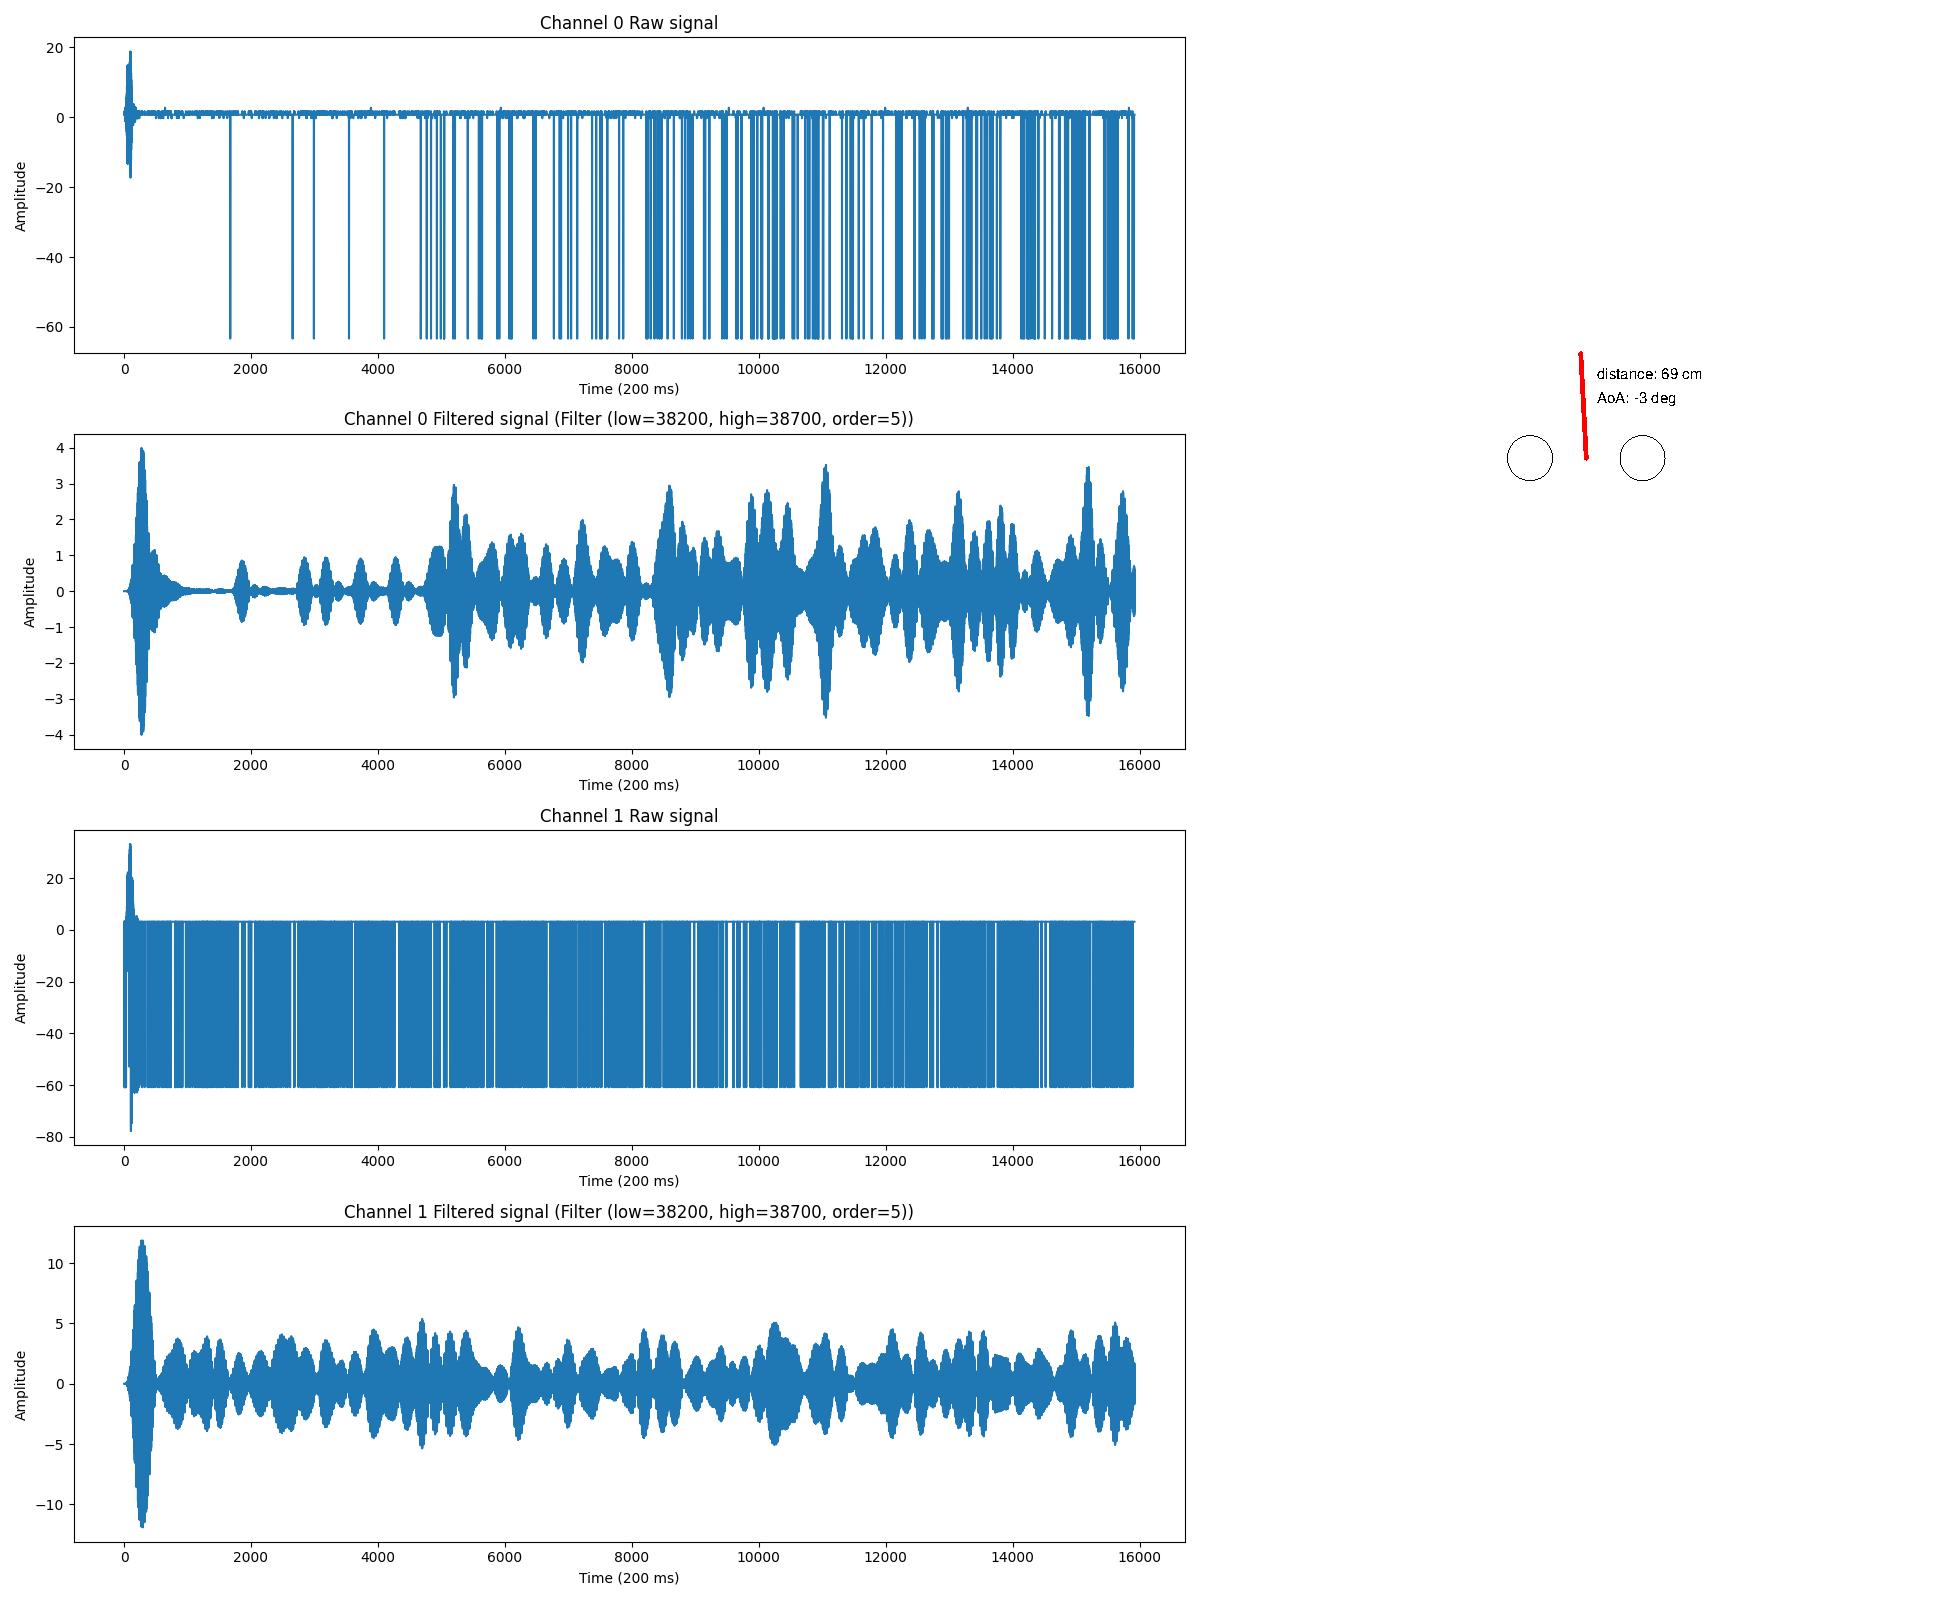 Channel 0 Raw signal
20
0
−20
−40
−60
Amplitude
0 2000 4000 6000 8000 10000 12000 14000 16000
Time (200 ms)
Channel 0 Filtered signal (Filter (low=38200, high=38700, order=5))
4
3
2
1
0
−1
−2
−3
−4
Amplitude
0 2000 4000 6000 8000 10000 12000 14000 16000
Time (200 ms)
Channel 1 Raw signal
20
0
−20
−40
−60
−80
Amplitude
0 2000 4000 6000 8000 10000 12000 14000 16000
Time (200 ms)
Channel 1 Filtered signal (Filter (low=38200, high=38700, order=5))
10
5
0
−5
−10
Amplitude
0 2000 4000 6000 8000 10000 12000 14000 16000
Time (200 ms)
distance: 69 cm
AoA: -3 deg